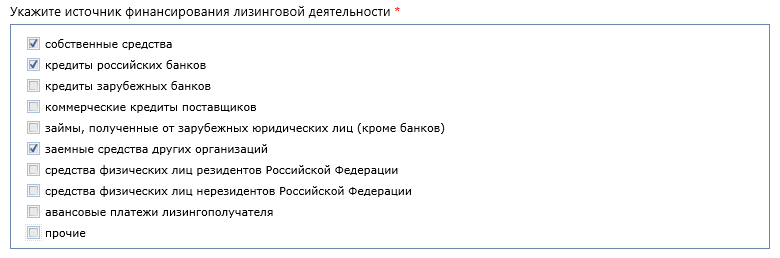 Укажите источник финансирования лизинговой деятельности *
собственные средства
кредиты российских банков
кредиты зарубежных банков
коммерческие кредиты поставщиков
займы, полученные от зарубежных юридических лиц (кроме банков)
заемные средства других организаций
средства физических лиц резидентов Российской Федерации
средства физических лиц нерезидентов Российской Федерации
авансовые платежи лизингополучателя
прочие